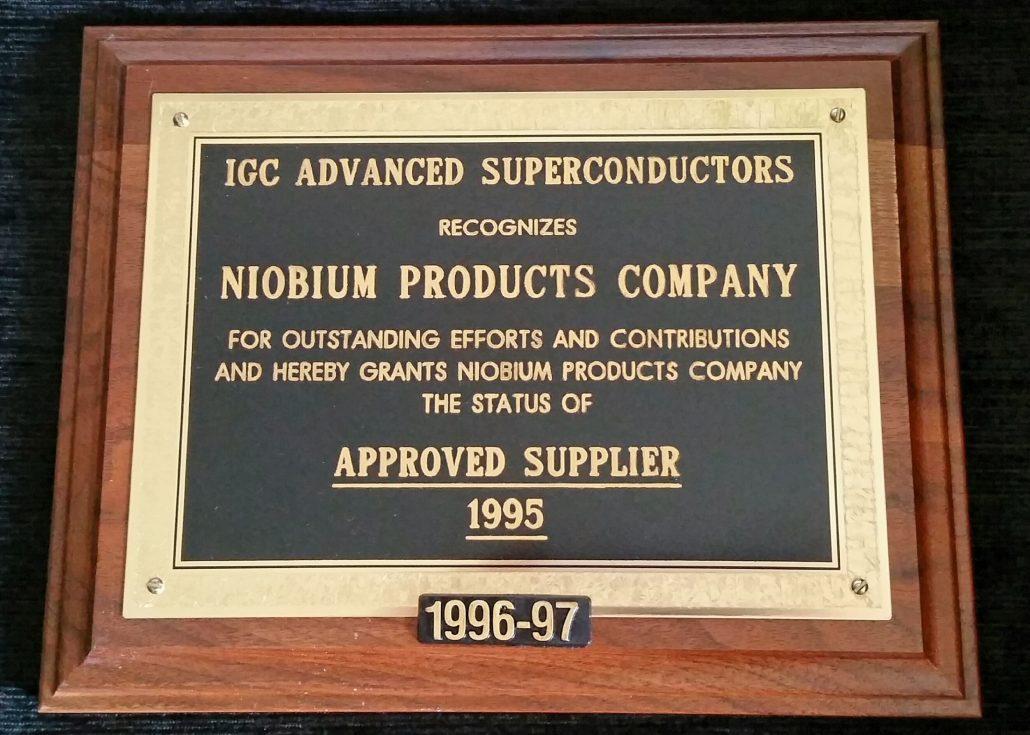 IGC ADVANCED SUPERCONDUCTORS
RECOGNIZES
NIOBIUM PRODUCTS COMPANY
FOR OUTSTANDING EFFORTS AND CONTRIBUTIONS
AND HEREBY GRANTS NIOBIUM PRODUCTS COMPANY
THE STATUS OF
APPROVED SUPPLIER
1995
1996-97